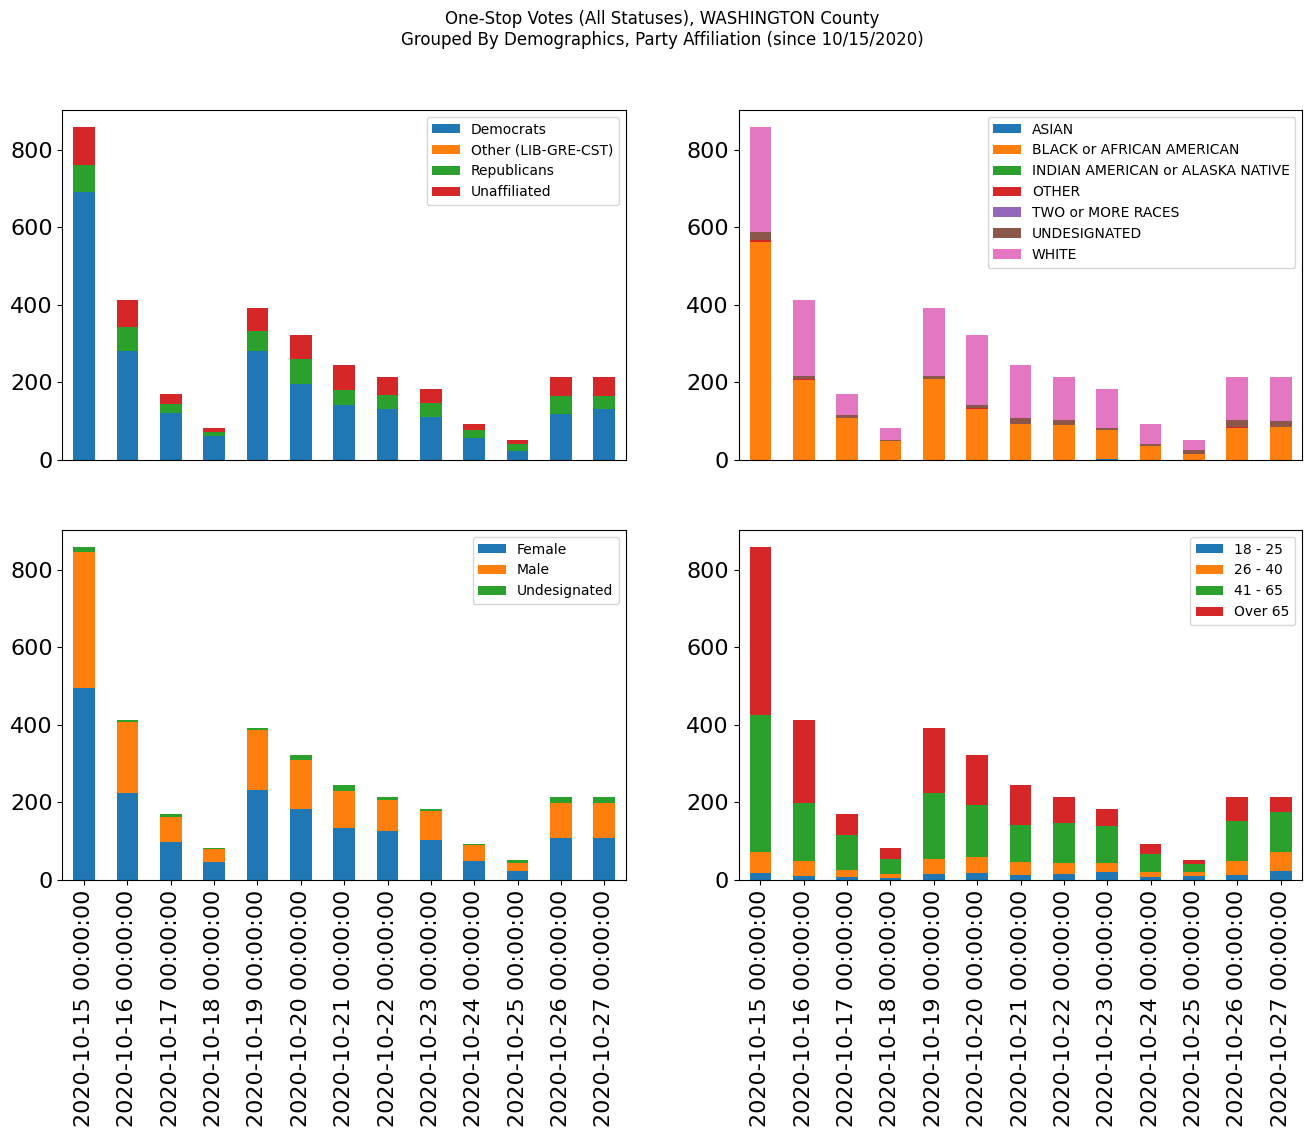 One-Stop Votes (All Statuses), WASHINGTON County
Grouped By Demographics, Party Affiliation (since 10/15/2020)
800
600
400
200
0
Democrats
Other (LIB-GRE-CST)
Republicans
Unaffiliated
800
600
400
200
0
ASIAN
BLACK or AFRICAN AMERICAN
INDIAN AMERICAN or ALASKA NATIVE
OTHER
TWO or MORE RACES
UNDESIGNATED
WHITE
800
600
400
200
0
Female
Male
Undesignated
2020-10-15 00:00:00
2020-10-16 00:00:00
2020-10-17 00:00:00
2020-10-18 00:00:00
2020-10-19 00:00:00
2020-10-20 00:00:00
2020-10-21 00:00:00
2020-10-22 00:00:00
2020-10-23 00:00:00
2020-10-24 00:00:00
2020-10-25 00:00:00
2020-10-26 00:00:00
2020-10-27 00:00:00
800
600
400
200
0
18 - 25
26 - 40
41 - 65
Over 65
2020-10-15 00:00:00
2020-10-16 00:00:00
2020-10-17 00:00:00
2020-10-18 00:00:00
2020-10-19 00:00:00
2020-10-20 00:00:00
2020-10-21 00:00:00
2020-10-22 00:00:00
2020-10-23 00:00:00
2020-10-24 00:00:00
2020-10-25 00:00:00
2020-10-26 00:00:00
2020-10-27 00:00:00